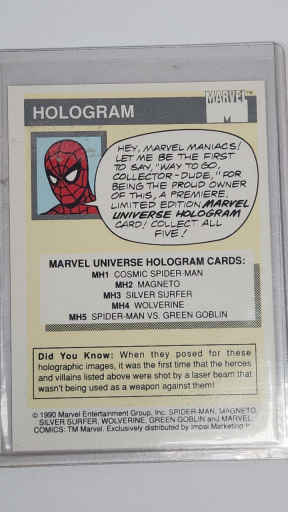 MARVEL
M
HOLOGRAM
HEY, MARVEL MANIACS!
LET ME BE THE FIRST
TO SAY, "WAY TO GO,
COLLECTOR-DUDE," FOR
BEING THE PROUD OWNER
OF THIS, A PREMIERE,
LIMITED EDITION MARVEL
UNIVERSE HOLOGRAM
CARD! COLLECT ALL
FIVE!
MARVEL UNIVERSE HOLOGRAM CARDS:
MH1 COSMIC SPIDER-MAN
MH2 MAGNETO
MH3 SILVER SURFER
MH4 WOLVERINE
MH5 SPIDER-MAN VS. GREEN GOBLIN
Did You Know: When they posed for these
holographic images, it was the first time that the heroes
and villains listed above were shot by a laser beam that
wasn't being used as a weapon against them!
© 1990 Marvel Entertainment Group, Inc. SPIDER-MAN, MAGNETO,
SILVER SURFER, WOLVERINE, GREEN GOBLIN and MARVEL
COMICS: TM Marvel. Exclusively distributed by Impel Marketing